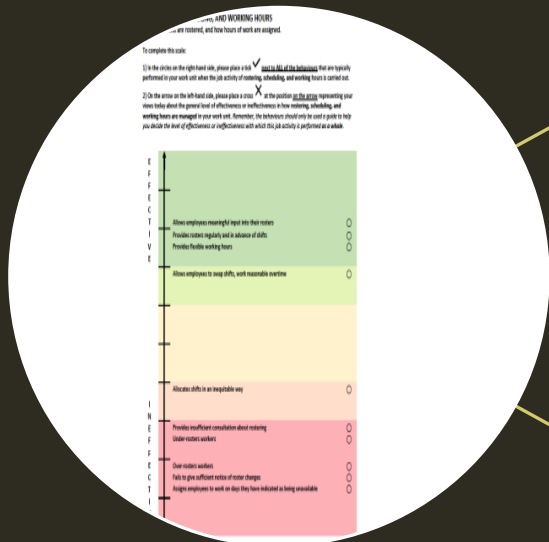 , AND WORKING HOURS
are rostered, and how hours of work are assigned.
To complete this scale:
1) In the circles on the right-hand side, please place a tick ✓ next to ALL of the behaviours that are typically
performed in your work unit when the job activity of rostering, scheduling, and working hours is carried out.
2) On the arrow on the left-hand side, please place a cross X at the position on the arrow representing your
views today about the general level of effectiveness or ineffectiveness in how rostering, scheduling, and
working hours are managed in your work unit. Remember, the behaviours should only be used a guide to help
you decide the level of effectiveness or ineffectiveness with which this job activity is performed as a whole.
E
F
F
E
C
T
I
V
E
Allows employees meaningful input into their rosters
Provides rosters regularly and in advance of shifts
Provides flexible working hours
Allows employees to swap shifts, work reasonable overtime
Allocates shifts in an inequitable way
I
N
E
F
F
E
C
T
I
Provides insufficient consultation about rostering
Under-rosters workers
Over-rosters workers
Fails to give sufficient notice of roster changes
Assigns employees to work on days they have indicated as being unavailable